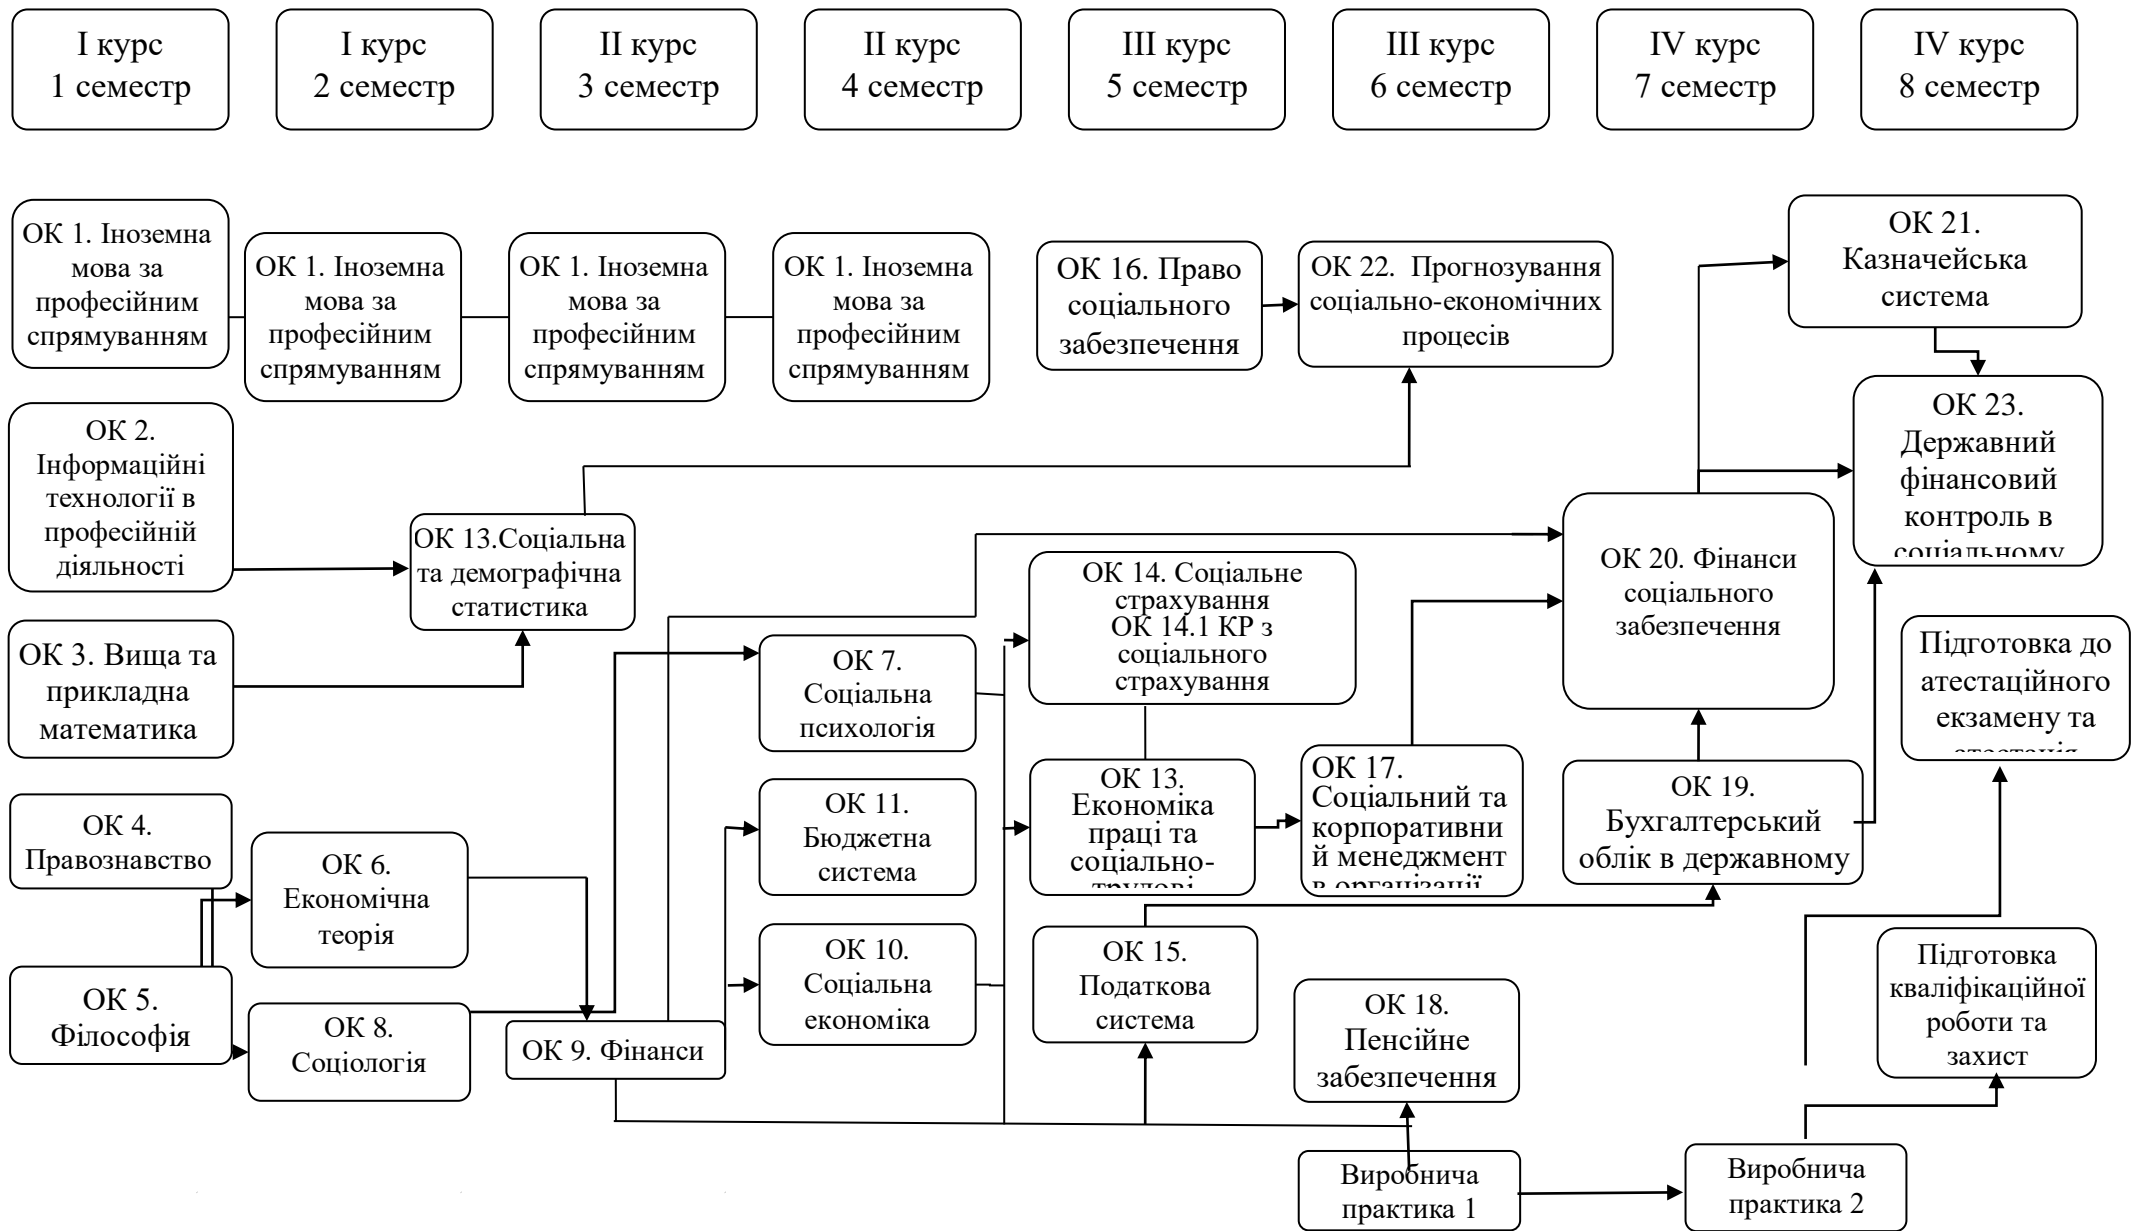 І курс
1 семестр
І курс
2 семестр
ІІ курс
3 семестр
ІІ курс
4 семестр
ІІІ курс
5 семестр
ІІІ курс
6 семестр
IV курс
7 семестр
IV курс
8 семестр
ОК 1. Іноземна
мова за
професійним
спрямуванням
ОК 1. Іноземна
мова за
професійним
спрямуванням
ОК 1. Іноземна
мова за
професійним
спрямуванням
ОК 1. Іноземна
мова за
професійним
спрямуванням
ОК 16. Право
соціального
забезпечення
ОК 22. Прогнозування
соціально-економічних
процесів
ОК 21.
Казначейська
система
ОК 2.
Інформаційні
технології в
професійній
діяльності
ОК 13.Соціальна
та демографічна
статистика
ОК 23.
Державний
фінансовий
контроль в
соціальному
ОК 14. Соціальне
страхування
ОК 14.1 КР з
соціального
страхування
ОК 20. Фінанси
соціального
забезпечення
ОК 3. Вища та
прикладна
математика
ОК 7.
Соціальна
психологія
Підготовка до
атестаційного
екзамену та
атестація
ОК 4.
Правознавство
ОК 6.
Економічна
теорія
ОК 11.
Бюджетна
система
ОК 13.
Економіка
праці та
соціально-
трудові
ОК 17.
Соціальний та
корпоративни
й менеджмент
в організації
ОК 19.
Бухгалтерський
облік в державному
ОК 5.
Філософія
ОК 8.
Соціологія
ОК 9. Фінанси
ОК 10.
Соціальна
економіка
ОК 15.
Податкова
система
ОК 18.
Пенсійне
забезпечення
Підготовка
кваліфікаційної
роботи та
захист
Виробнича
практика 1
Виробнича
практика 2